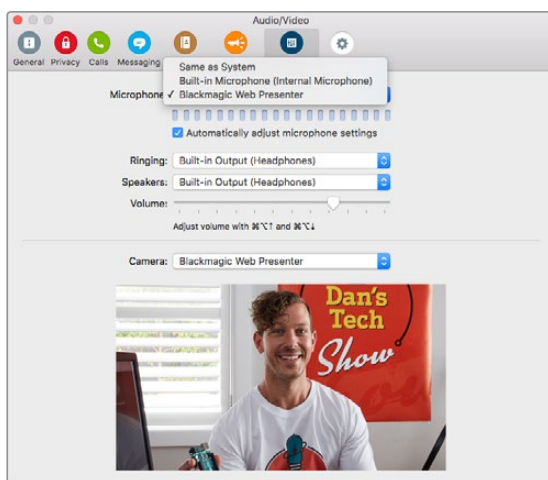 Audio/Video
General Privacy Calls Messaging
Same as System
Built-in Microphone (Internal Microphone)
Microphone ✓ Blackmagic Web Presenter
Automatically adjust microphone settings
Ringing: Built-in Output (Headphones)
Speakers: Built-in Output (Headphones)
Volume:
Adjust volume with ⌘⌥↑ and ⌘⌥↓
Camera: Blackmagic Web Presenter
Dan's
Tech
Show